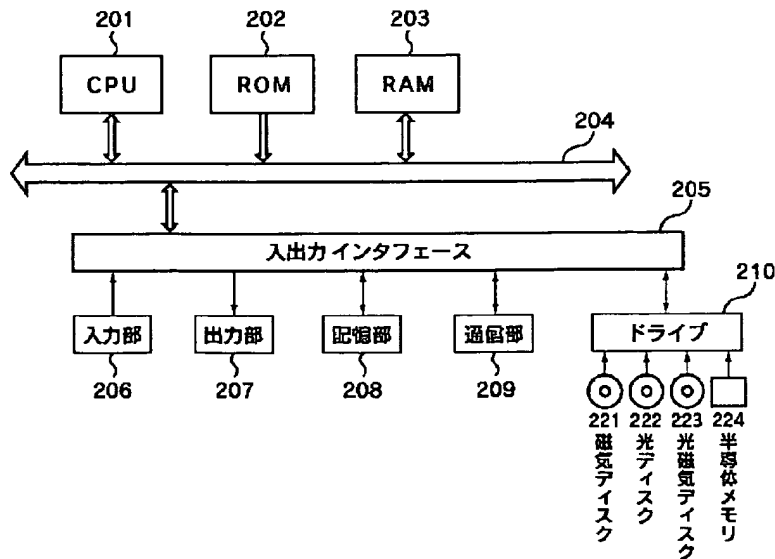 201
202
203
CPU
ROM
RAM
204
205
入出力インタフェース
210
入力部
出力部
記憶部
通信部
ドライブ
206
207
208
209
221
222
223
224
磁気ディスク
光ディスク
光磁気ディスク
半導体メモリ